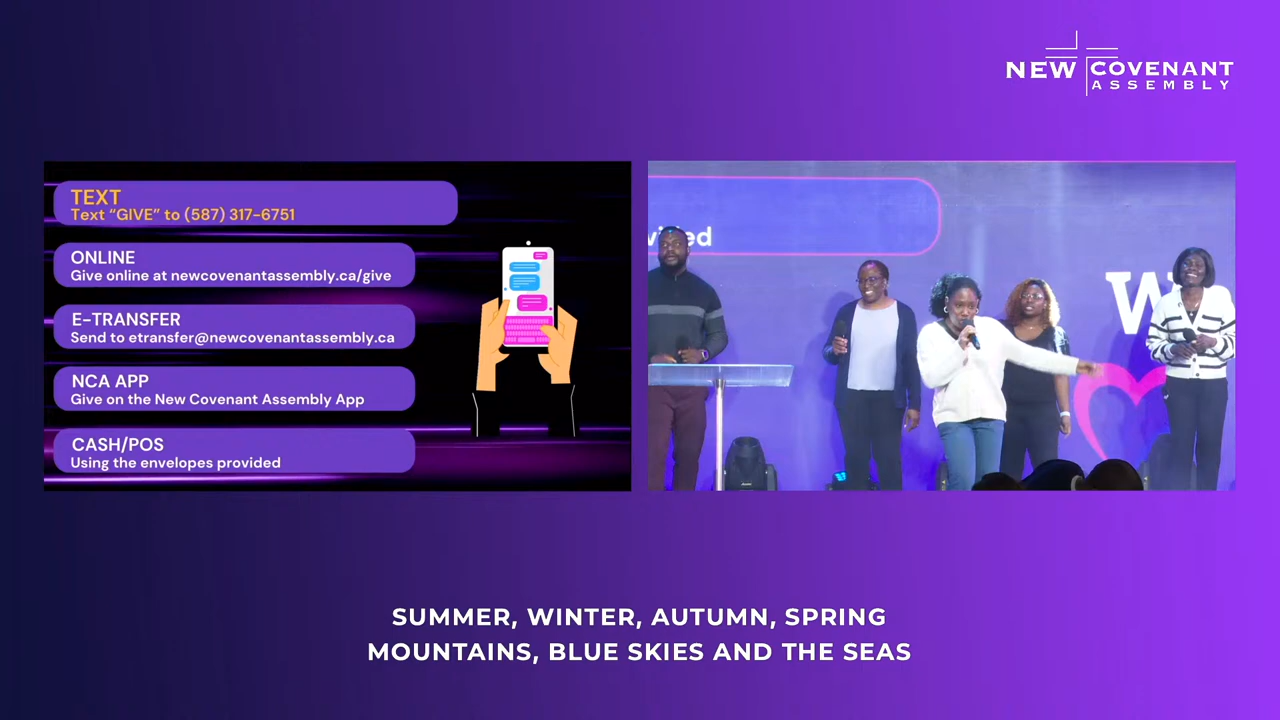 NEW COVENANT
ASSEMBLY
TEXT
Text “GIVE” to (587) 317-6751
ONLINE
Give online at newcovenantassembly.ca/give
E-TRANSFER
Send to etransfer@newcovenantassembly.ca
NCA APP
Give on the New Covenant Assembly App
CASH/POS
Using the envelopes provided
SUMMER, WINTER, AUTUMN, SPRING
MOUNTAINS, BLUE SKIES AND THE SEAS